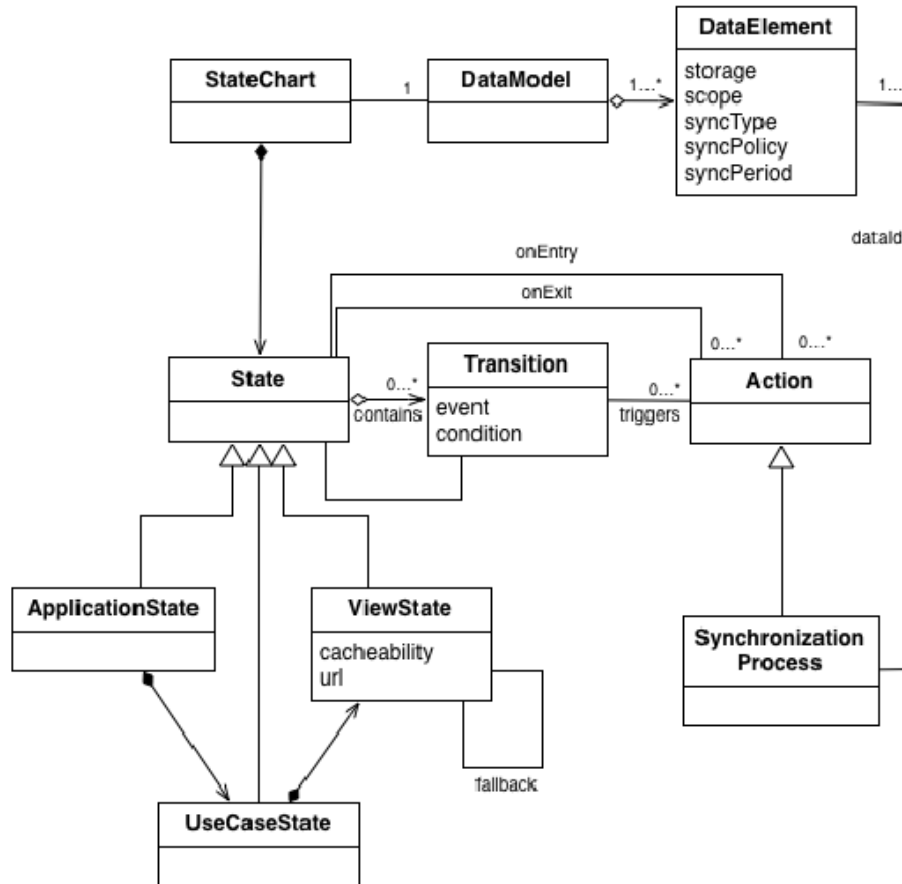 DataElement
storage
scope
syncType
syncPolicy
syncPeriod
StateChart
1
DataModel
1...*
1...
dataId
onEntry
onExit
0...*
0...*
State
0...*
contains
Transition
event
condition
0...*
triggers
Action
ApplicationState
ViewState
cacheability
url
fallback
Synchronization
Process
UseCaseState